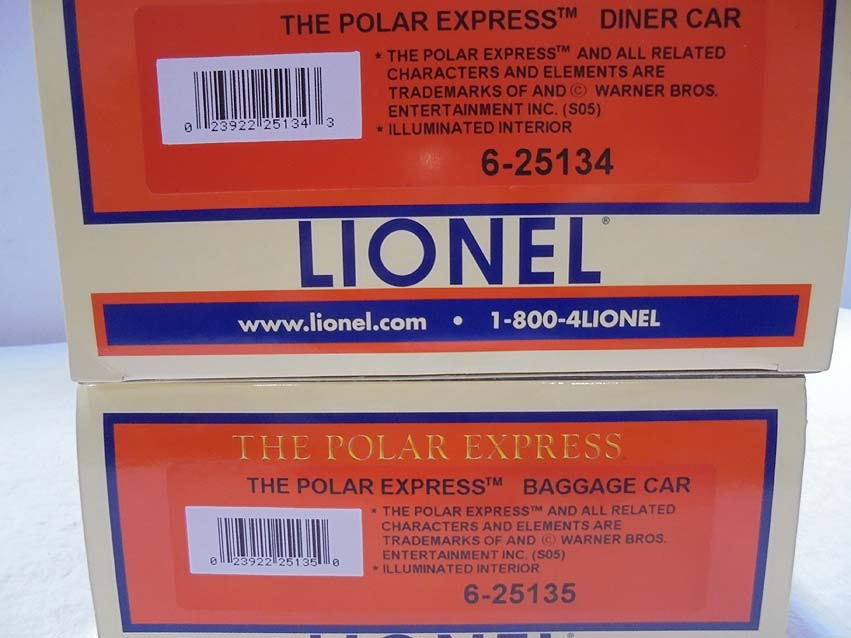 THE POLAR EXPRESS™ DINER CAR
* THE POLAR EXPRESS™ AND ALL RELATED
CHARACTERS AND ELEMENTS ARE
TRADEMARKS OF AND © WARNER BROS.
ENTERTAINMENT INC. (S05)
* ILLUMINATED INTERIOR
0 23922 25134 3
6-25134
LIONEL®
www.lionel.com • 1-800-4LIONEL
THE POLAR EXPRESS
THE POLAR EXPRESS™ BAGGAGE CAR
* THE POLAR EXPRESS™ AND ALL RELATED
CHARACTERS AND ELEMENTS ARE
TRADEMARKS OF AND © WARNER BROS.
ENTERTAINMENT INC. (S05)
* ILLUMINATED INTERIOR
0 23922 25135 0
6-25135
LIONEL